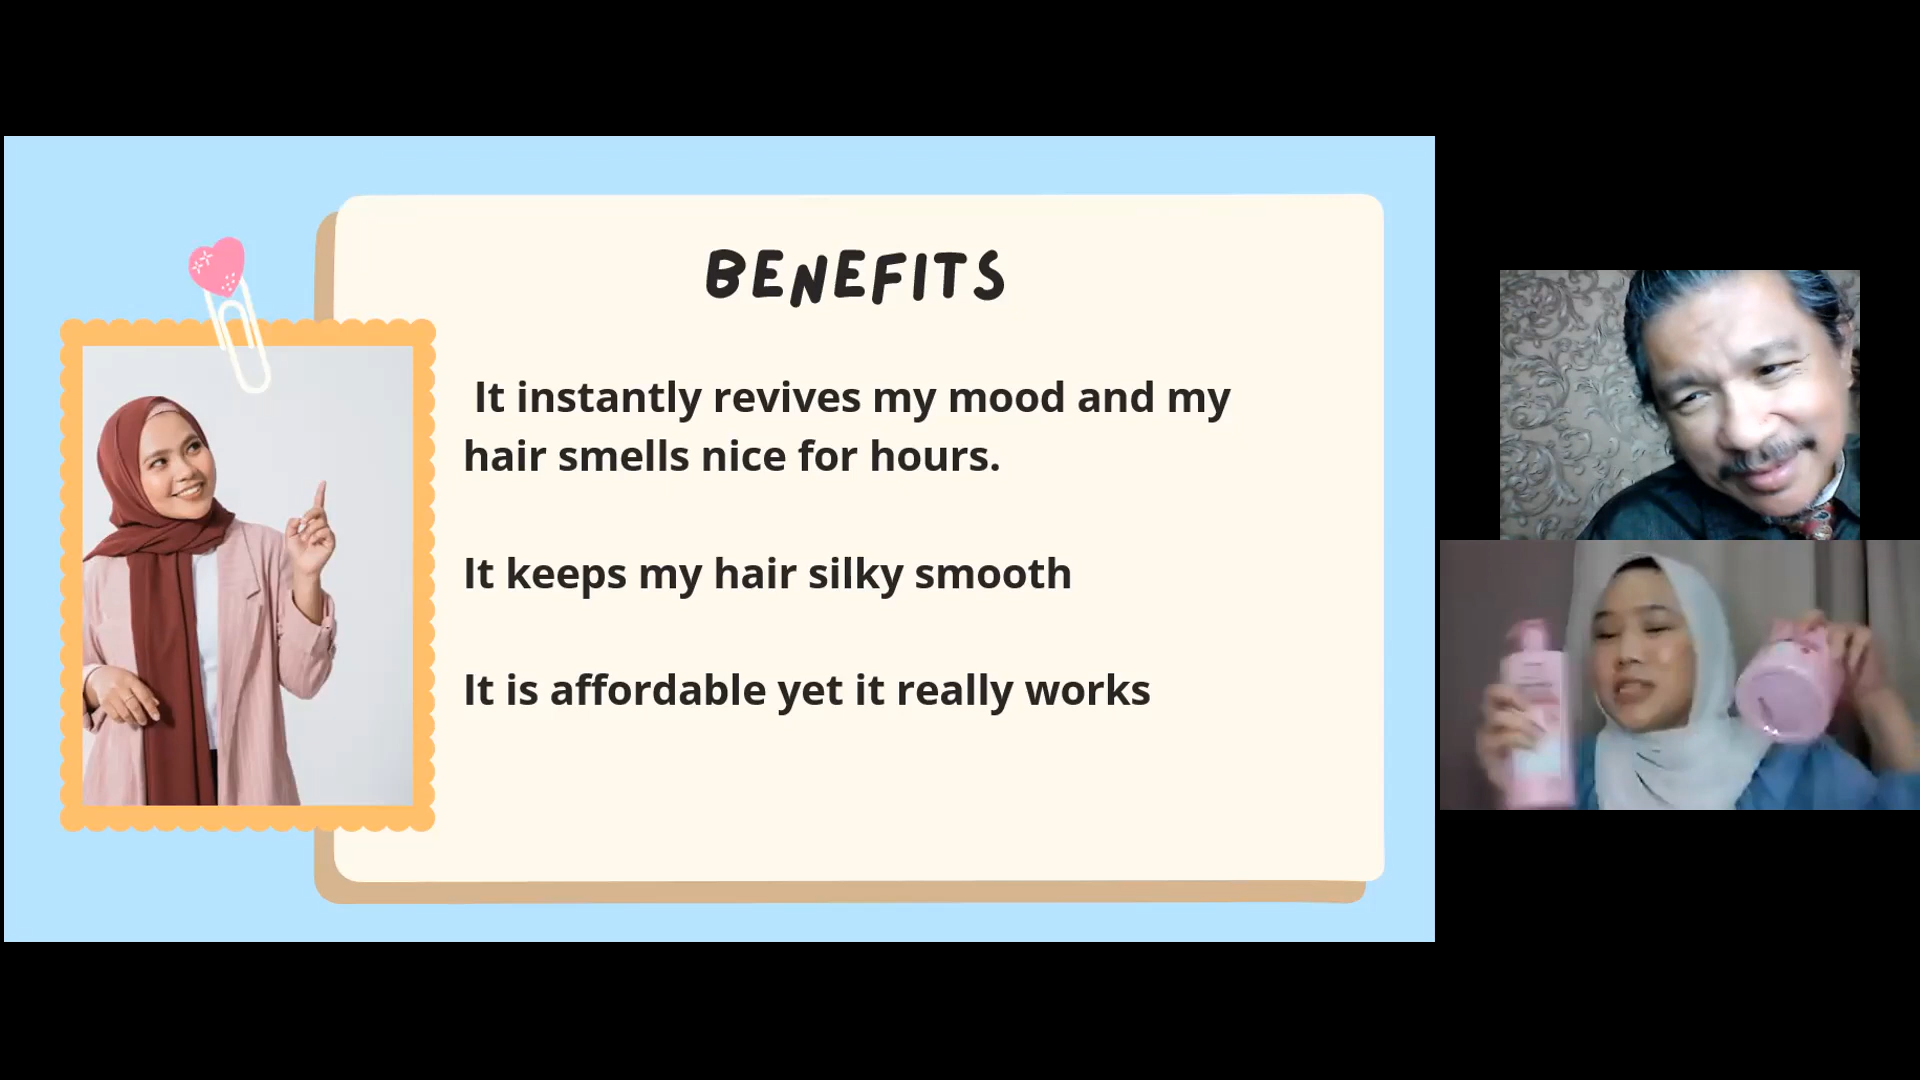 BENEFITS
It instantly revives my mood and my
hair smells nice for hours.
It keeps my hair silky smooth
It is affordable yet it really works